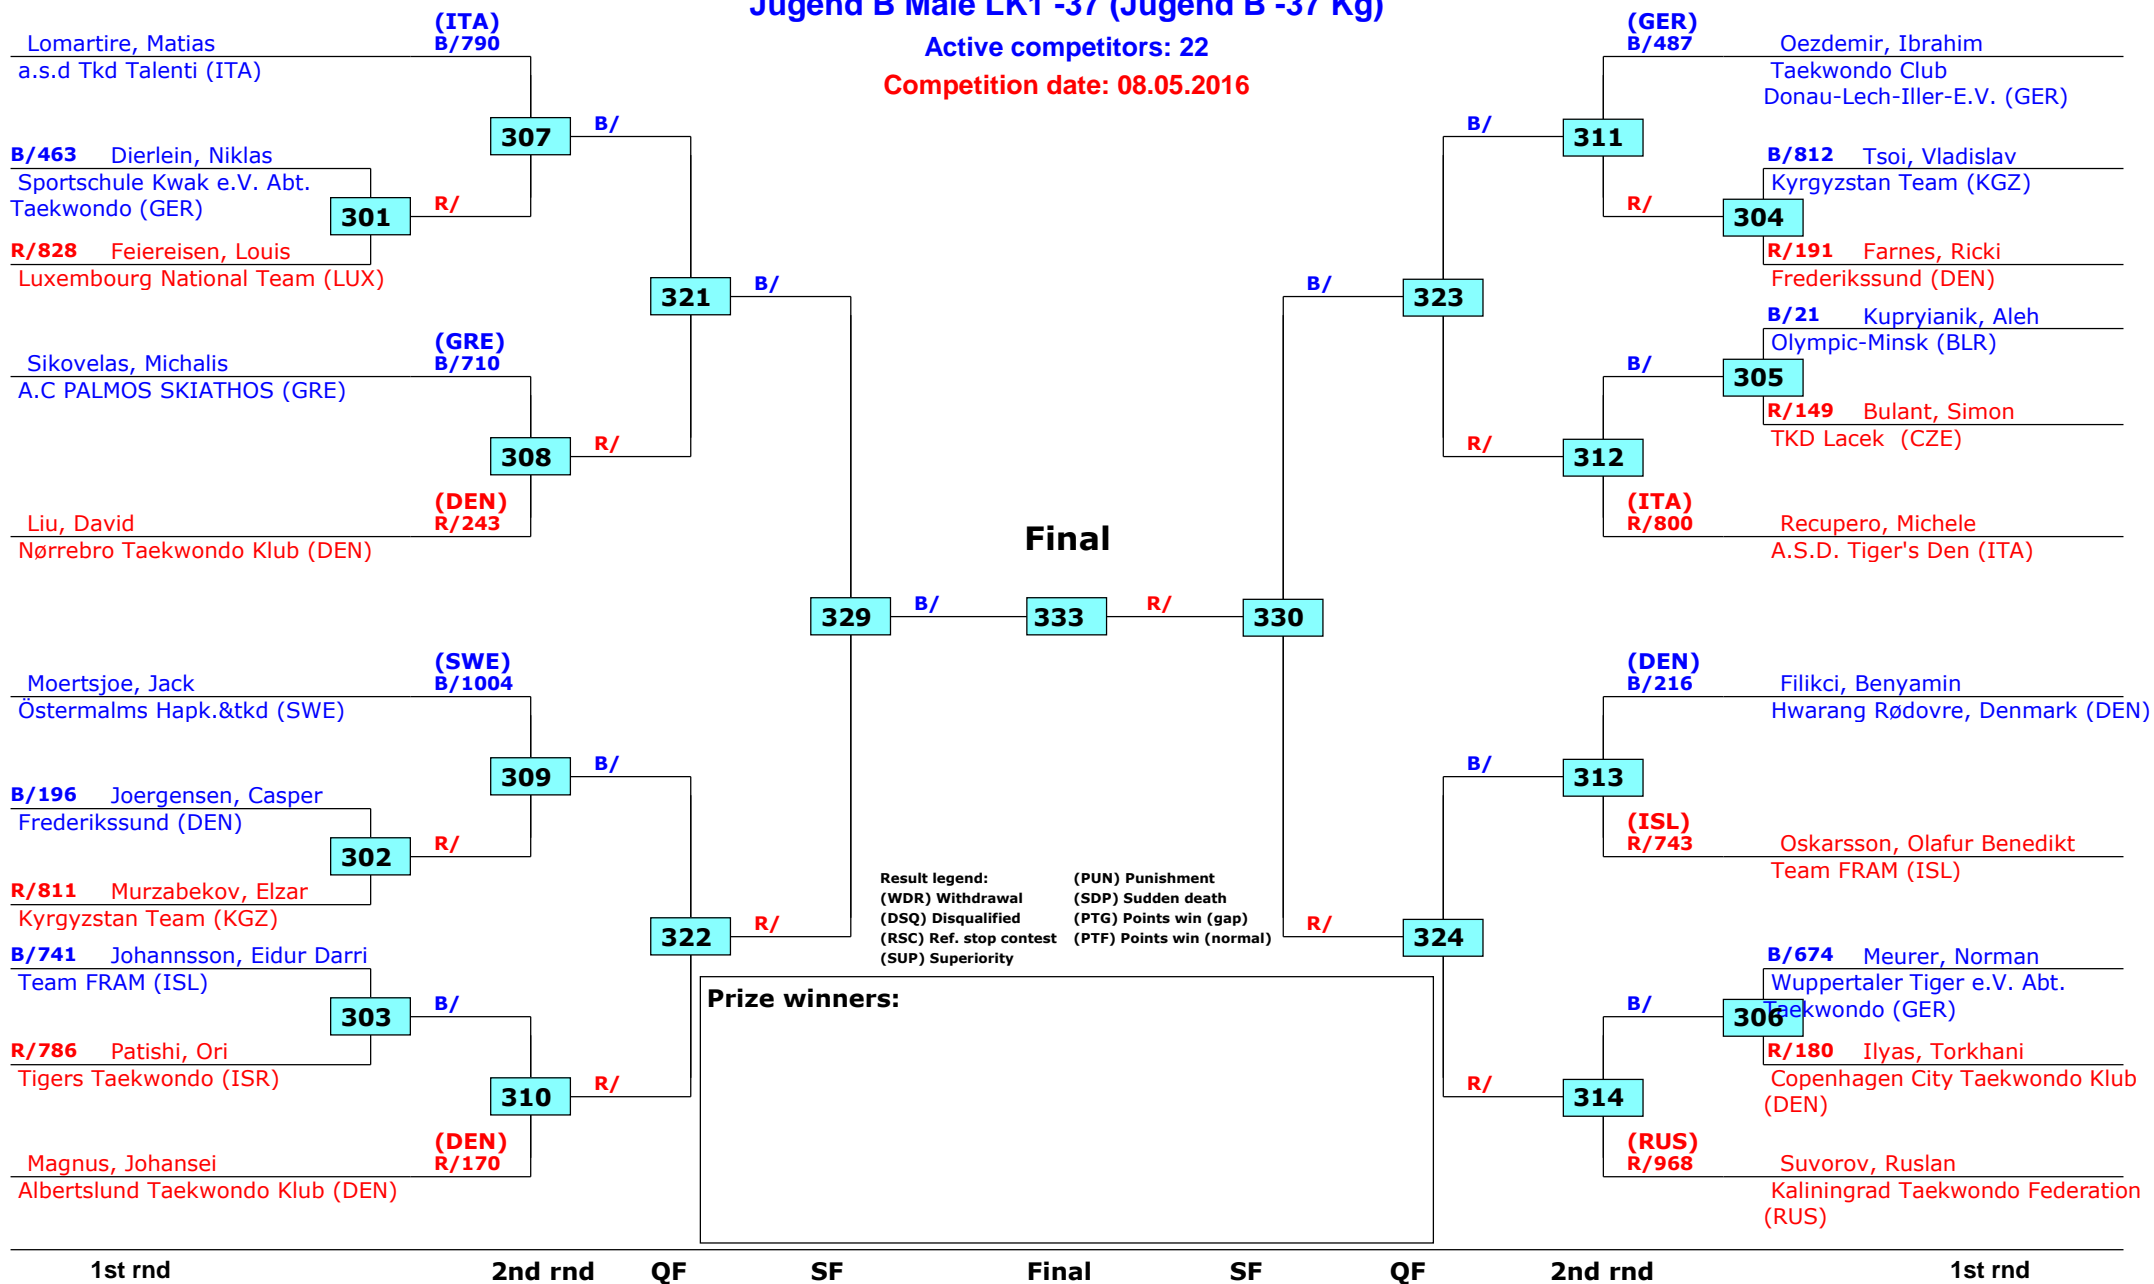 Jugend B Male LK1 -37 (Jugend B -37 Kg)
Active competitors: 22
Competition date: 08.05.2016
(ITA)
Lomartire, Matias B/790
a.s.d Tkd Talenti (ITA)
307
B/
B/463 Dierlein, Niklas
Sportschule Kwak e.V. Abt.
Taekwondo (GER)
301
R/
R/828 Feiereisen, Louis
Luxembourg National Team (LUX)
321
B/
(GRE)
Sikovelas, Michalis B/710
A.C PALMOS SKIATHOS (GRE)
308
R/
(DEN)
Liu, David R/243
Nørrebro Taekwondo Klub (DEN)
329
B/
(SWE)
Moertsjoe, Jack B/1004
Östermalms Hapk.&tkd (SWE)
309
B/
B/196 Joergensen, Casper
Frederikssund (DEN)
302
R/
R/811 Murzabekov, Elzar
Kyrgyzstan Team (KGZ)
322
R/
B/741 Johannsson, Eidur Darri
Team FRAM (ISL)
303
B/
R/786 Patishi, Ori
Tigers Taekwondo (ISR)
310
R/
(DEN)
Magnus, Johansei R/170
Albertslund Taekwondo Klub (DEN)
Final
333
R/
330
(GER)
B/487 Oezdemir, Ibrahim
Taekwondo Club
Donau-Lech-Iller-E.V. (GER)
B/
311
B/812 Tsoi, Vladislav
Kyrgyzstan Team (KGZ)
R/
304
R/191 Farnes, Ricki
Frederikssund (DEN)
B/
323
B/21 Kupryianik, Aleh
Olympic-Minsk (BLR)
B/
305
R/149 Bulant, Simon
TKD Lacek (CZE)
R/
312
(ITA)
R/800 Recupero, Michele
A.S.D. Tiger's Den (ITA)
(DEN)
B/216 Filikci, Benyamin
Hwarang Rødovre, Denmark (DEN)
B/
313
(ISL)
R/743 Oskarsson, Olafur Benedikt
Team FRAM (ISL)
R/
324
B/674 Meurer, Norman
Wuppertaler Tiger e.V. Abt.
Taekwondo (GER)
B/
306
R/180 Ilyas, Torkhani
Copenhagen City Taekwondo Klub
(DEN)
R/
314
(RUS)
R/968 Suvorov, Ruslan
Kaliningrad Taekwondo Federation
(RUS)
Result legend: (PUN) Punishment
(WDR) Withdrawal (SDP) Sudden death
(DSQ) Disqualified (PTG) Points win (gap)
(RSC) Ref. stop contest (PTF) Points win (normal)
(SUP) Superiority
Prize winners:
1st rnd 2nd rnd QF SF Final SF QF 2nd rnd 1st rnd